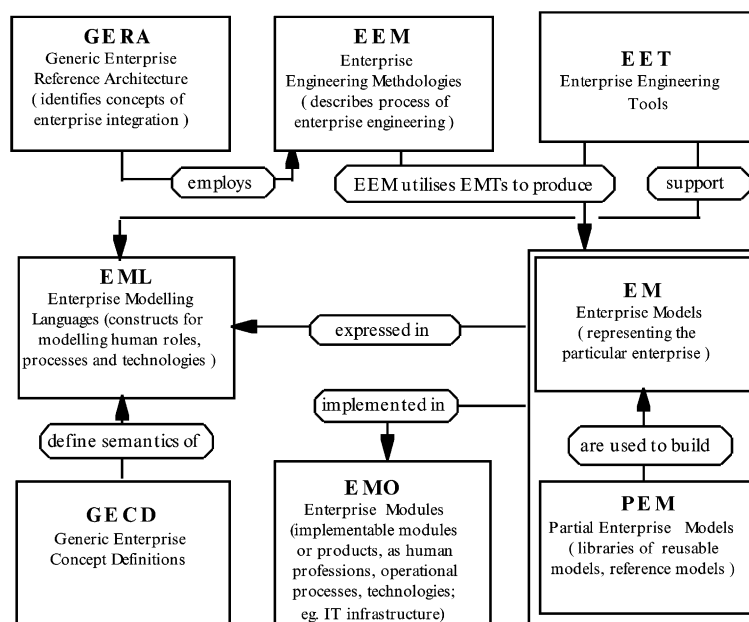 GERA
Generic Enterprise
Reference Architecture
( identifies concepts of
enterprise integration )
EEM
Enterprise
Engineering Methdologies
( describes process of
enterprise engineering )
EET
Enterprise Engineering
Tools
employs
EEM utilises EMTs to produce
support
EML
Enterprise Modelling
Languages (constructs for
modelling human roles,
processes and technologies )
expressed in
EM
Enterprise Models
( representing the
particular enterprise )
implemented in
define semantics of
are used to build
GECD
Generic Enterprise
Concept Definitions
EMO
Enterprise Modules
(implementable modules
or products, as human
professions, operational
processes, technologies;
eg. IT infrastructure)
PEM
Partial Enterprise Models
( libraries of reusable
models, reference models )